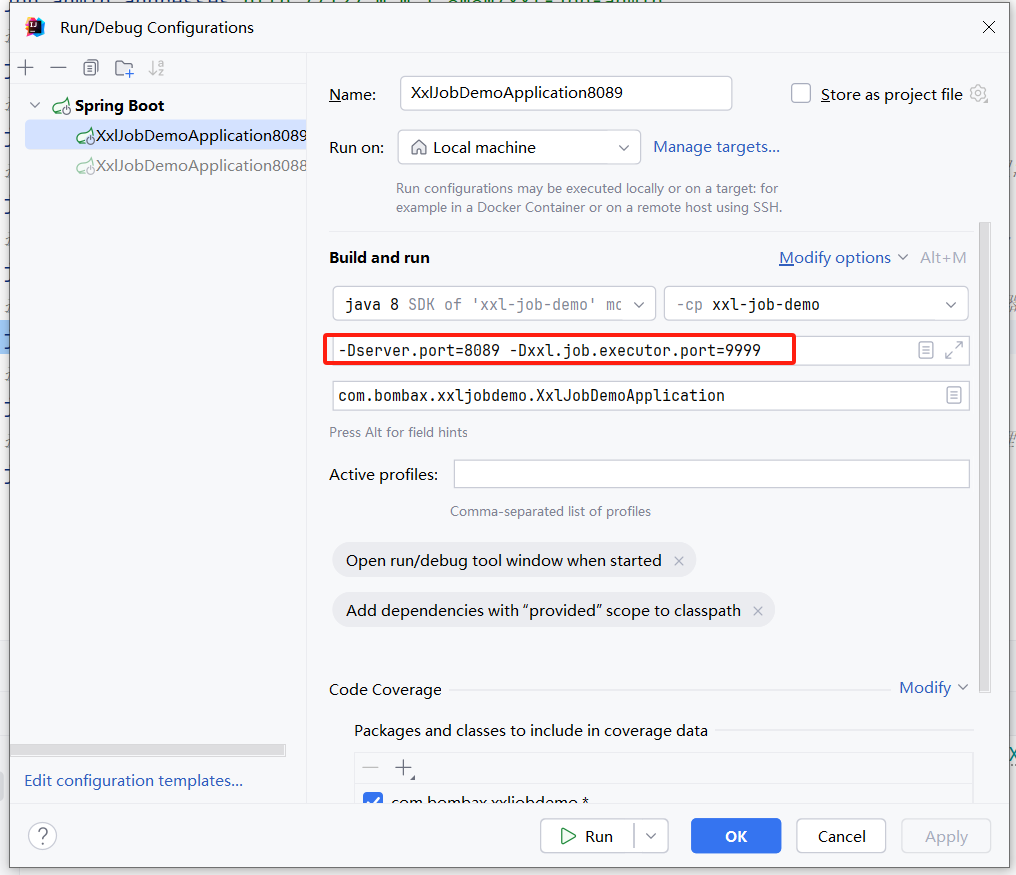 Run/Debug Configurations
Spring Boot
XxlJobDemoApplication8089
XxlJobDemoApplication8088
Edit configuration templates...
Name:
XxlJobDemoApplication8089
Store as project file
Run on:
Local machine
Manage targets...
Run configurations may be executed locally or on a target: for
example in a Docker Container or on a remote host using SSH.
Build and run
Modify options
Alt+M
java 8 SDK of 'xxl-job-demo' mo
-cp xxl-job-demo
-Dserver.port=8089 -Dxxl.job.executor.port=9999
com.bombax.xxljobdemo.XxlJobDemoApplication
Press Alt for field hints
Active profiles:
Comma-separated list of profiles
Open run/debug tool window when started
Add dependencies with “provided” scope to classpath
Code Coverage
Modify
Packages and classes to include in coverage data
com.bombax.xxljobdemo.*
?
Run
OK
Cancel
Apply